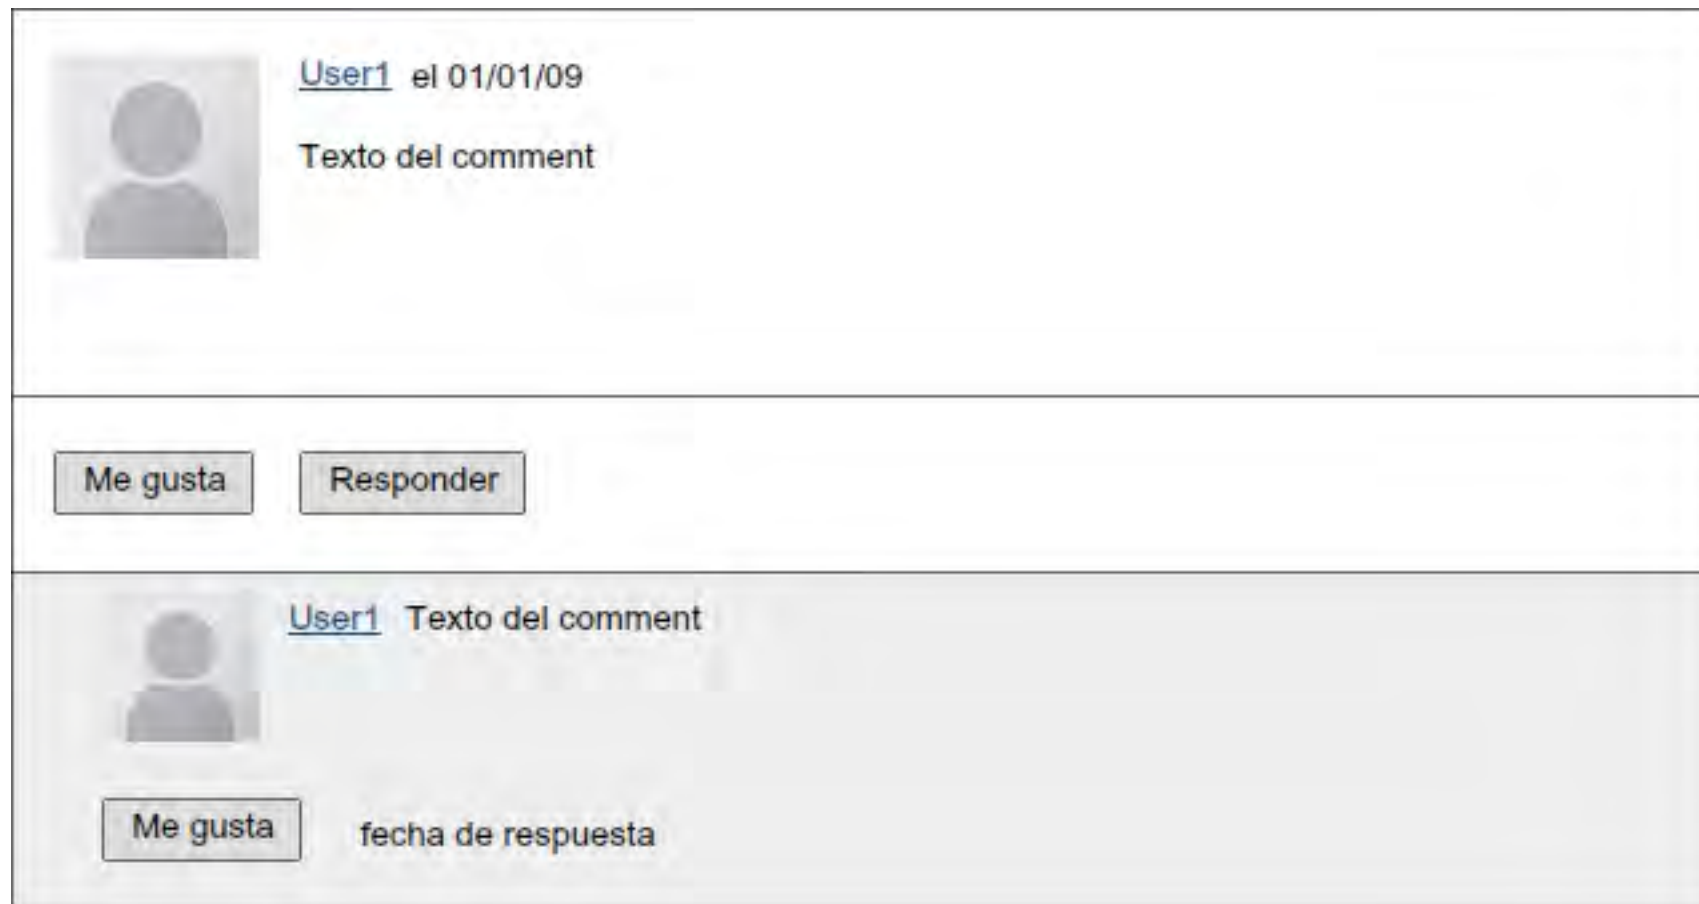 User1 el 01/01/09
Texto del comment
Me gusta Responder
User1 Texto del comment
Me gusta fecha de respuesta